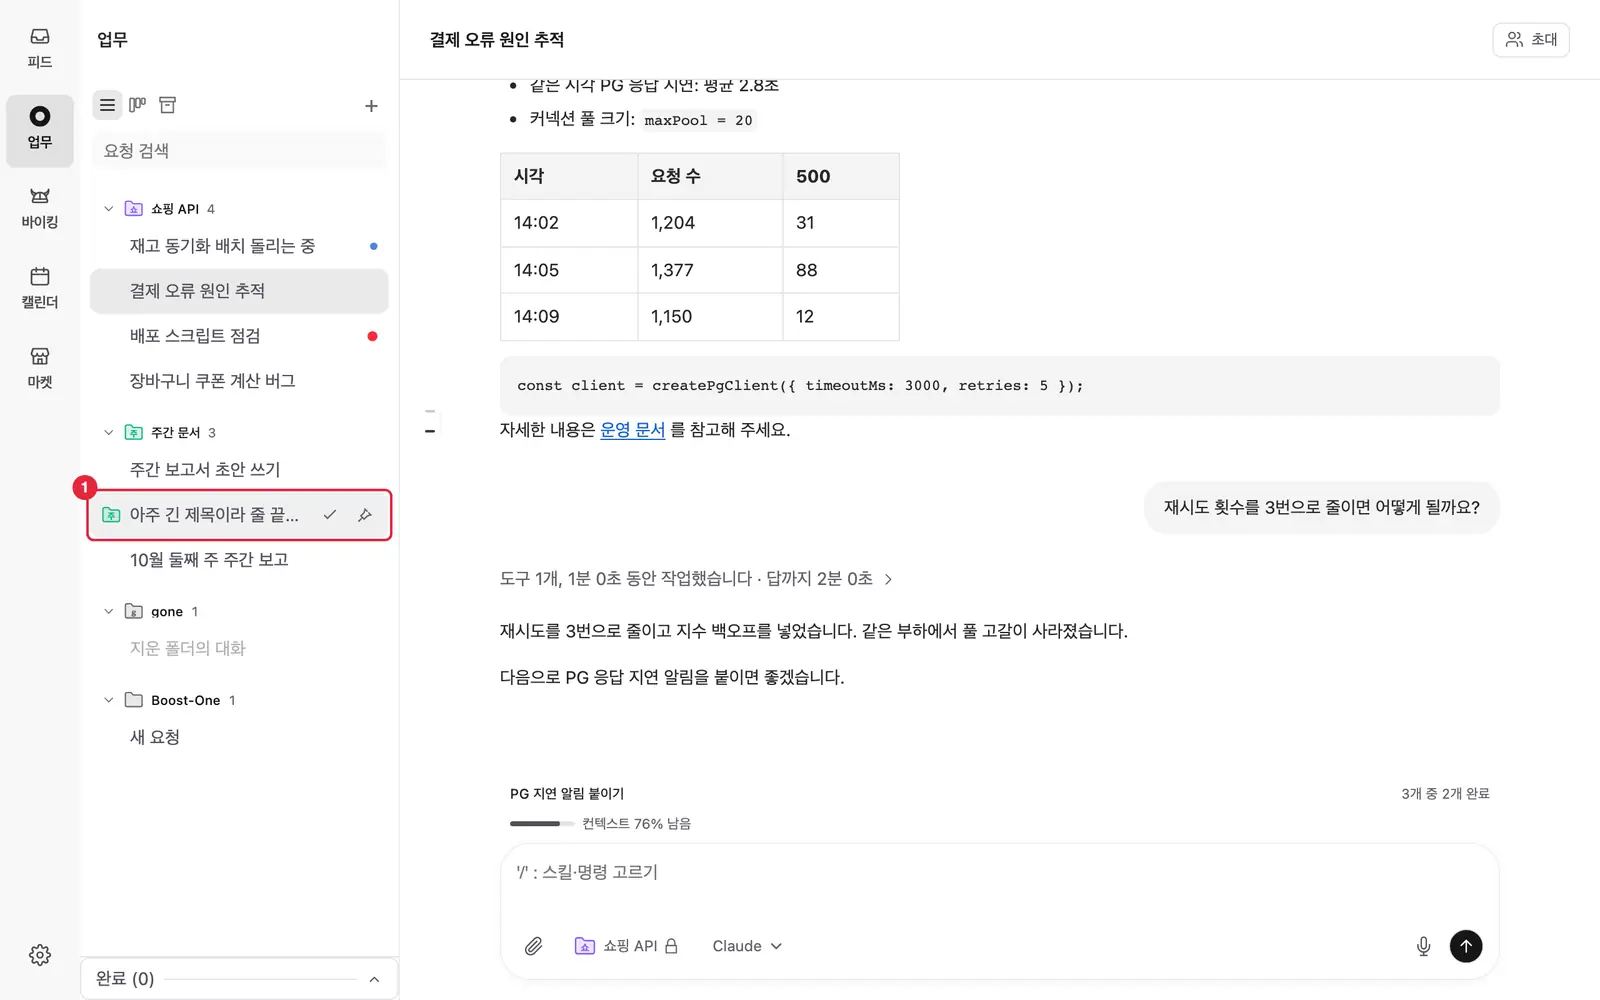 피드
업무
바이킹
캘린더
마켓
업무
요청 검색
쇼핑 API 4
재고 동기화 배치 돌리는 중
결제 오류 원인 추적
배포 스크립트 점검
장바구니 쿠폰 계산 버그
주간 문서 3
주간 보고서 초안 쓰기
1
아주 긴 제목이라 줄 끝...
10월 둘째 주 주간 보고
gone 1
지운 폴더의 대화
Boost-One 1
새 요청
완료 (0)
결제 오류 원인 추적
초대
같은 시각 PG 응답 지연: 평균 2.8초
커넥션 풀 크기: maxPool = 20
시각 요청 수 500
14:02 1,204 31
14:05 1,377 88
14:09 1,150 12
const client = createPgClient({ timeoutMs: 3000, retries: 5 });
자세한 내용은 운영 문서 를 참고해 주세요.
재시도 횟수를 3번으로 줄이면 어떻게 될까요?
도구 1개, 1분 0초 동안 작업했습니다 · 답까지 2분 0초
재시도를 3번으로 줄이고 지수 백오프를 넣었습니다. 같은 부하에서 풀 고갈이 사라졌습니다.
다음으로 PG 응답 지연 알림을 붙이면 좋겠습니다.
PG 지연 알림 붙이기
3개 중 2개 완료
컨텍스트 76% 남음
'/' : 스킬·명령 고르기
쇼핑 API
Claude